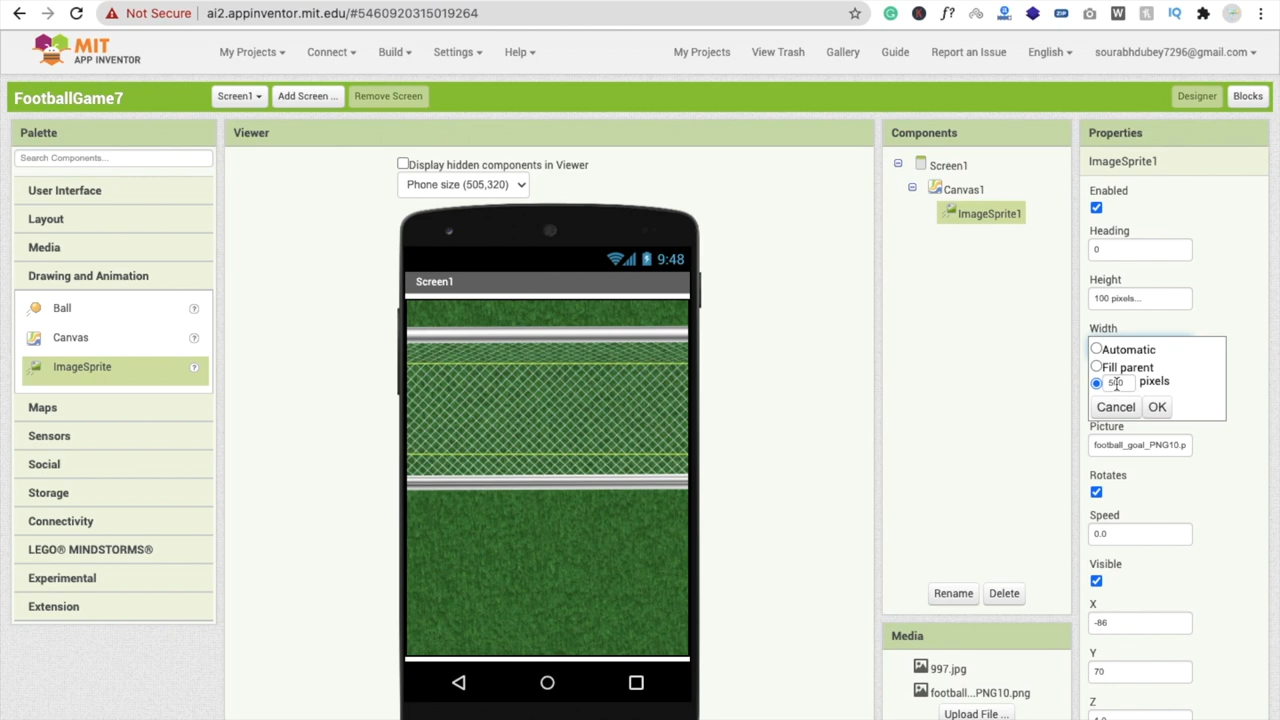 Not Secure
ai2.appinventor.mit.edu/#5460920315019264
MIT
APP INVENTOR
My Projects
Connect
Build
Settings
Help
My Projects
View Trash
Gallery
Guide
Report an Issue
English
sourabhdubey7296@gmail.com
FootballGame7
Screen1
Add Screen ...
Remove Screen
Designer
Blocks
Palette
Search Components...
User Interface
Layout
Media
Drawing and Animation
Ball
Canvas
ImageSprite
Maps
Sensors
Social
Storage
Connectivity
LEGO® MINDSTORMS®
Experimental
Extension
Viewer
Display hidden components in Viewer
Phone size (505,320)
9:48
Screen1
Components
Screen1
Canvas1
ImageSprite1
Rename
Delete
Media
997.jpg
football...PNG10.png
Upload File ...
Properties
ImageSprite1
Enabled
Heading
0
Height
100 pixels...
Width
Automatic
Fill parent
pixels
Cancel
OK
Picture
football_goal_PNG10.p
Rotates
Speed
0.0
Visible
X
-86
Y
70
Z